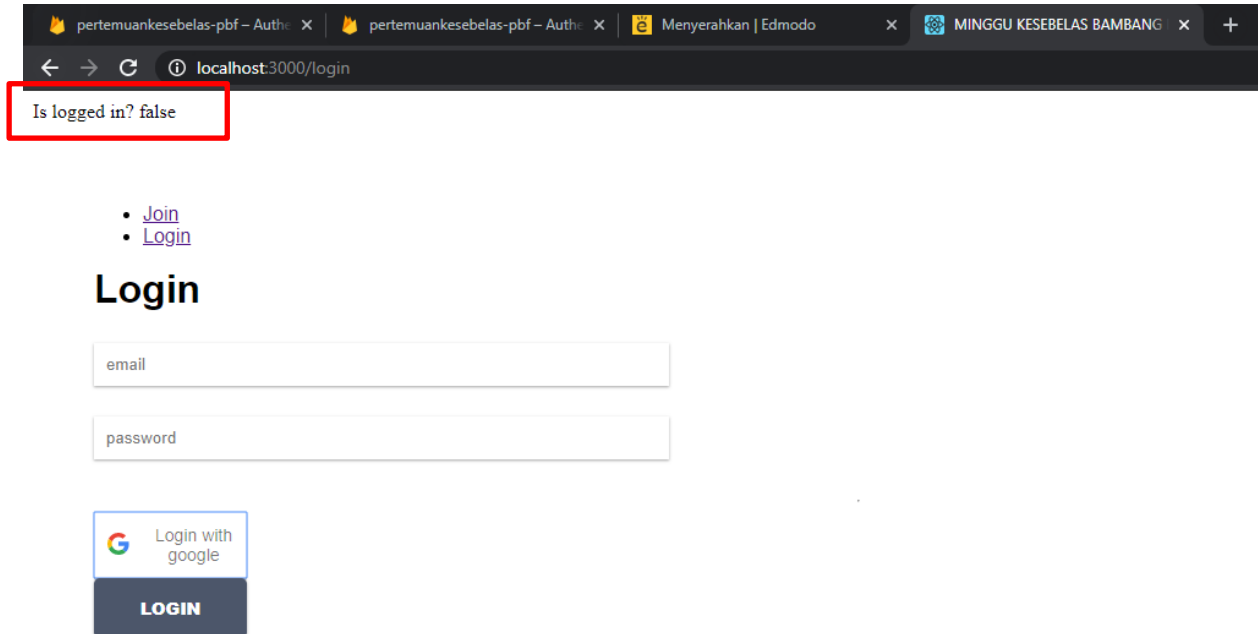 pertemuankesebelas-pbf – Authe
pertemuankesebelas-pbf – Authe
Menyerahkan | Edmodo
MINGGU KESEBELAS BAMBANG
localhost:3000/login
Is logged in? false
Join
Login
Login
email
password
Login with
google
LOGIN